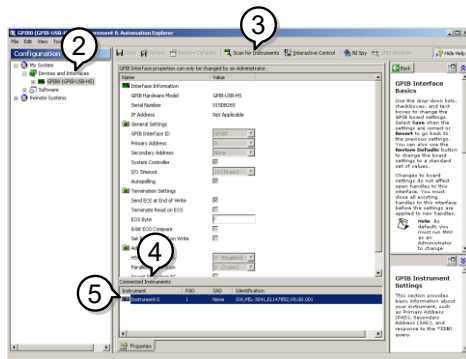 GPIB0 (GPIB-USB-HS) - Measurement & Automation Explorer
File Edit View Tools
Configuration
My System
Devices and Interfaces
GPIB0 (GPIB-USB-HS)
Software
Remote Systems
2
3
Save Revert Restore Defaults Scan for Instruments Interactive Control NI Spy GPIB Analyzer Hide Help
GPIB Interface properties can only be changed by an Administrator.
Name Value
Interface Information
GPIB Hardware Model GPIB-USB-HS
Serial Number 015DB265
IP Address Not Applicable
General Settings
GPIB Interface ID GPIB0
Primary Address 0
Secondary Address None
System Controller
I/O Timeout
Autopolling
Termination Settings
Send EOI at End of Write
Terminate Read on EOS
EOS Byte
8-bit EOS Compare
Set EOI on Write
4
Connected Instruments
5
Instrument PAD SAD Identification
Instrument 0 1 None
Properties
Back
GPIB Interface
Basics
Use the drop-down lists,
checkboxes, and text
boxes to change the
GPIB board settings.
Select Save when the
settings are correct or
Revert to go back to
the previous settings.
You can also use the
Restore Defaults button
to change the board
settings to a standard
set of values.
Changes to board
settings do not affect
open handles to this
interface. You must
close all existing
handles to this interface
before the settings are
applied to new handles.
Note By
default, you
must run MAX
as an
Administrator
to change
GPIB Instrument
Settings
This section provides
basic information about
your instrument, such
as Primary Address
(PAD), Secondary
Address (SAD), and
response to the *IDN?
query.